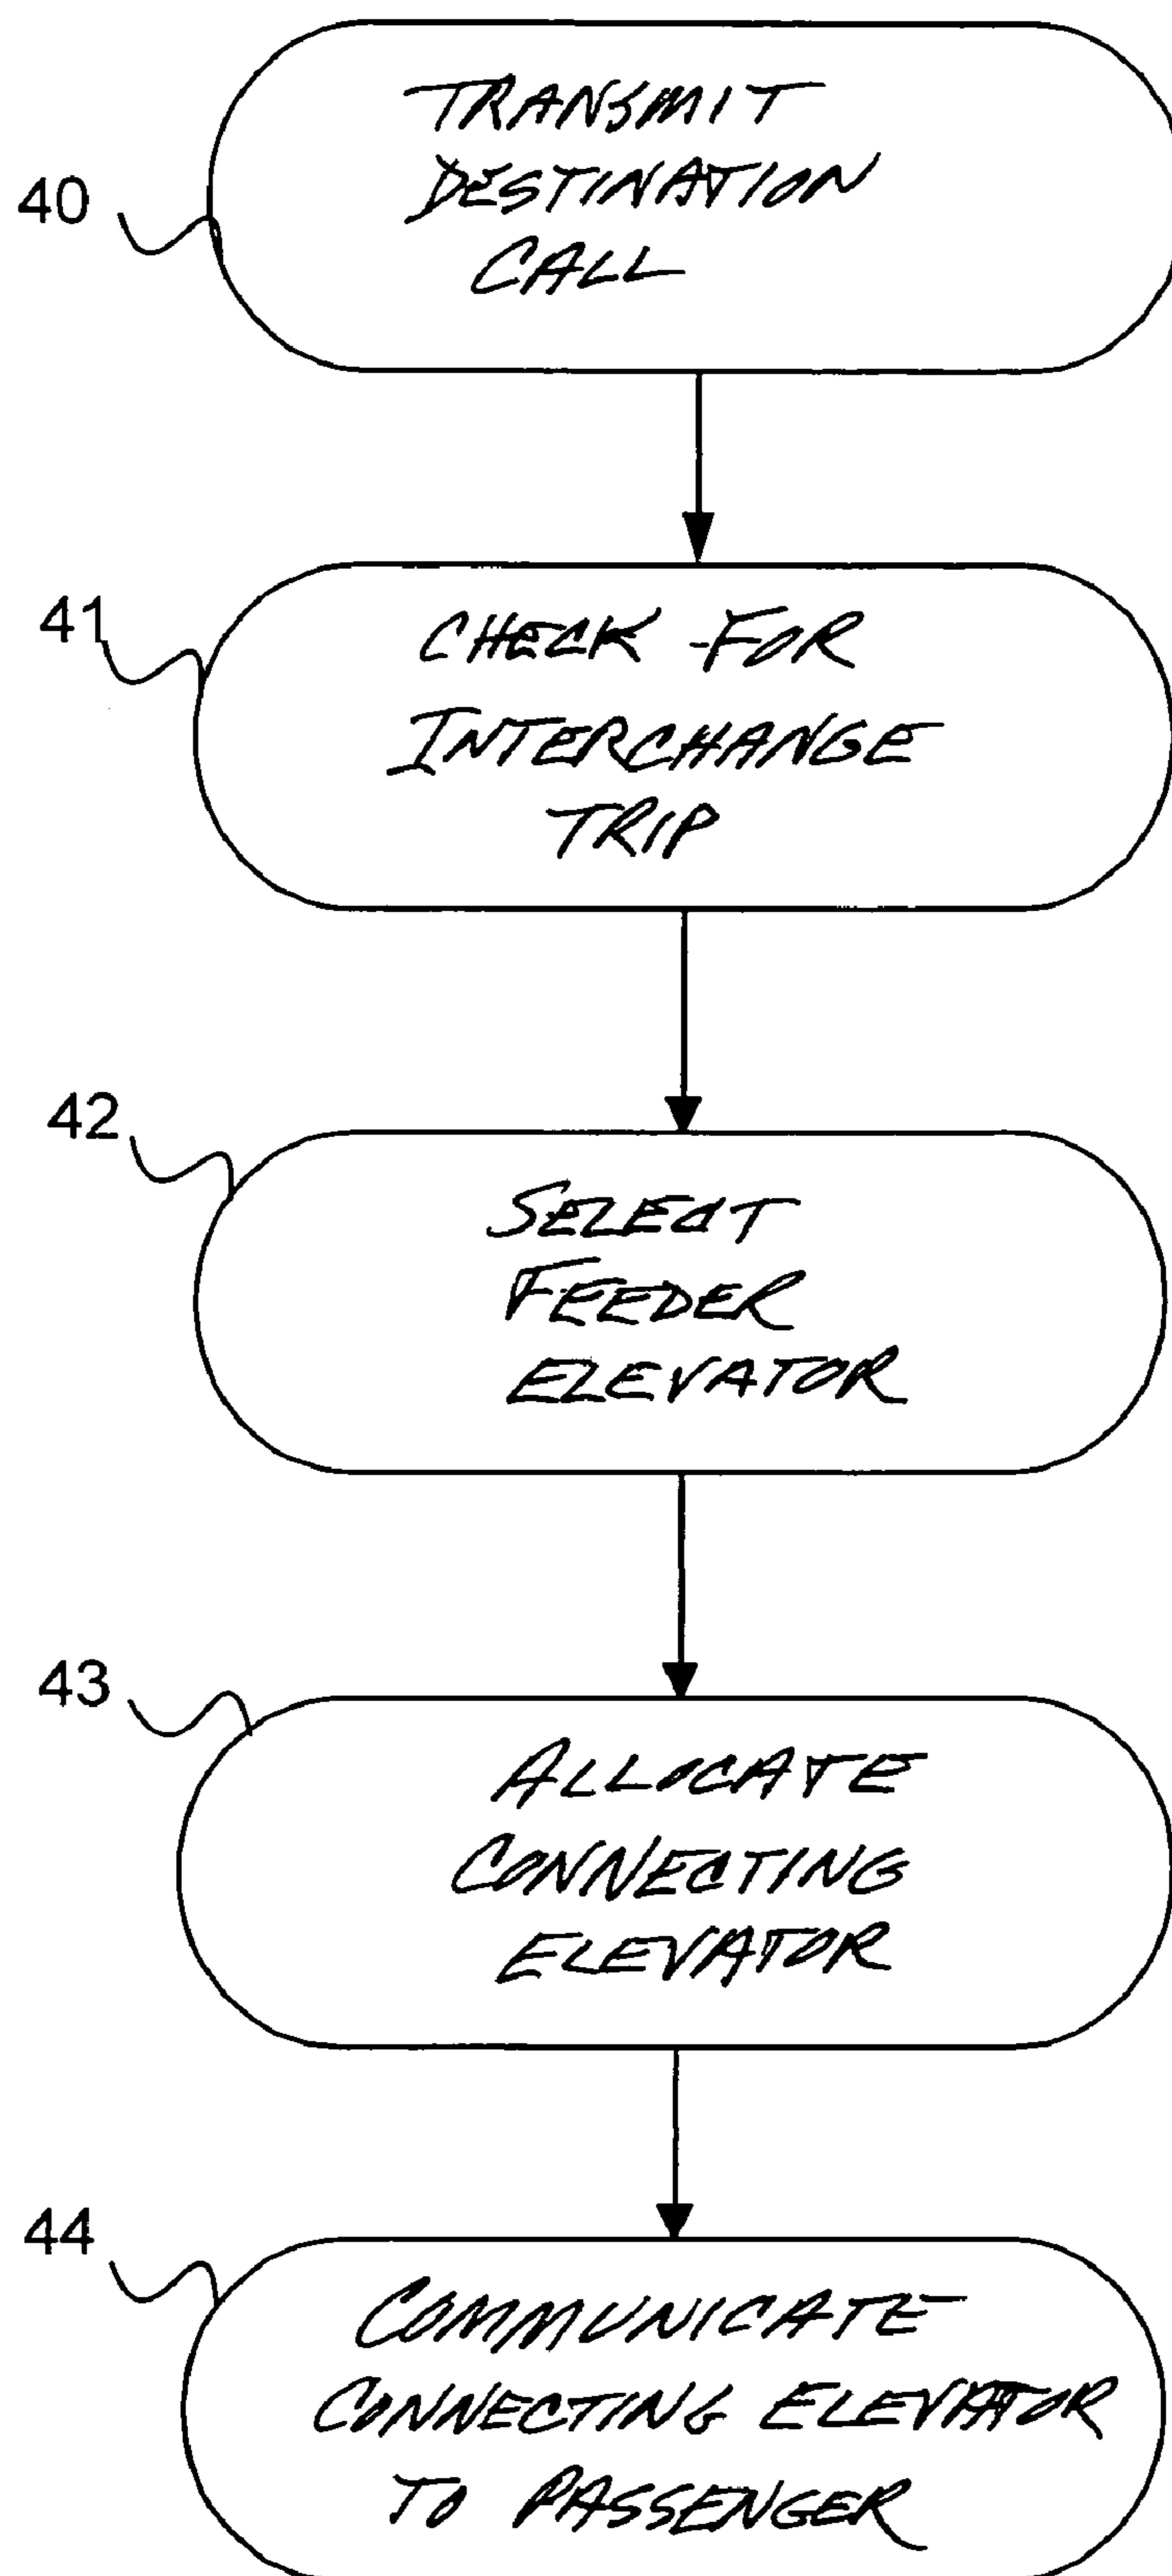 40
TRANSMIT
DESTINATION
CALL
41
CHECK FOR
INTERCHANGE
TRIP
42
SELECT
FEEDER
ELEVATOR
43
ALLOCATE
CONNECTING
ELEVATOR
44
COMMUNICATE
CONNECTING ELEVATOR
TO PASSENGER